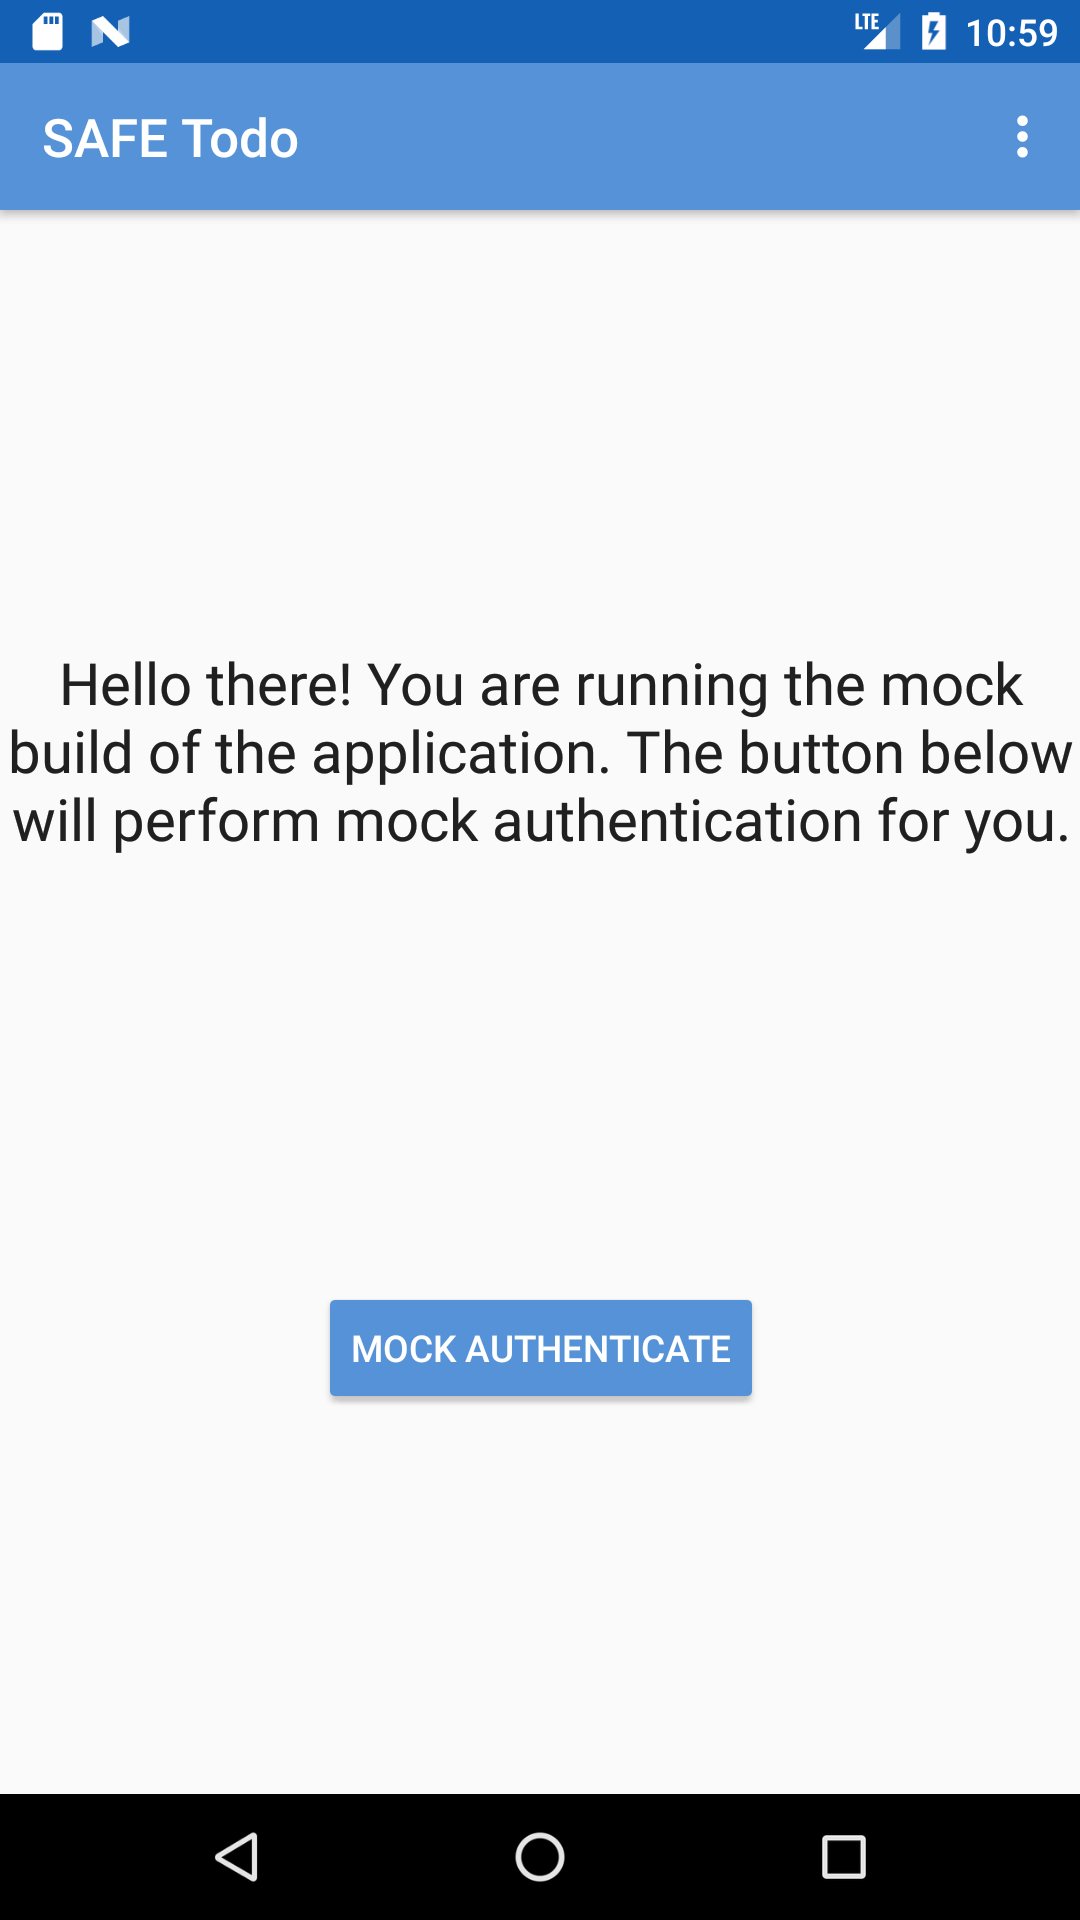 LTE 10:59
SAFE Todo
Hello there! You are running the mock
build of the application. The button below
will perform mock authentication for you.
MOCK AUTHENTICATE